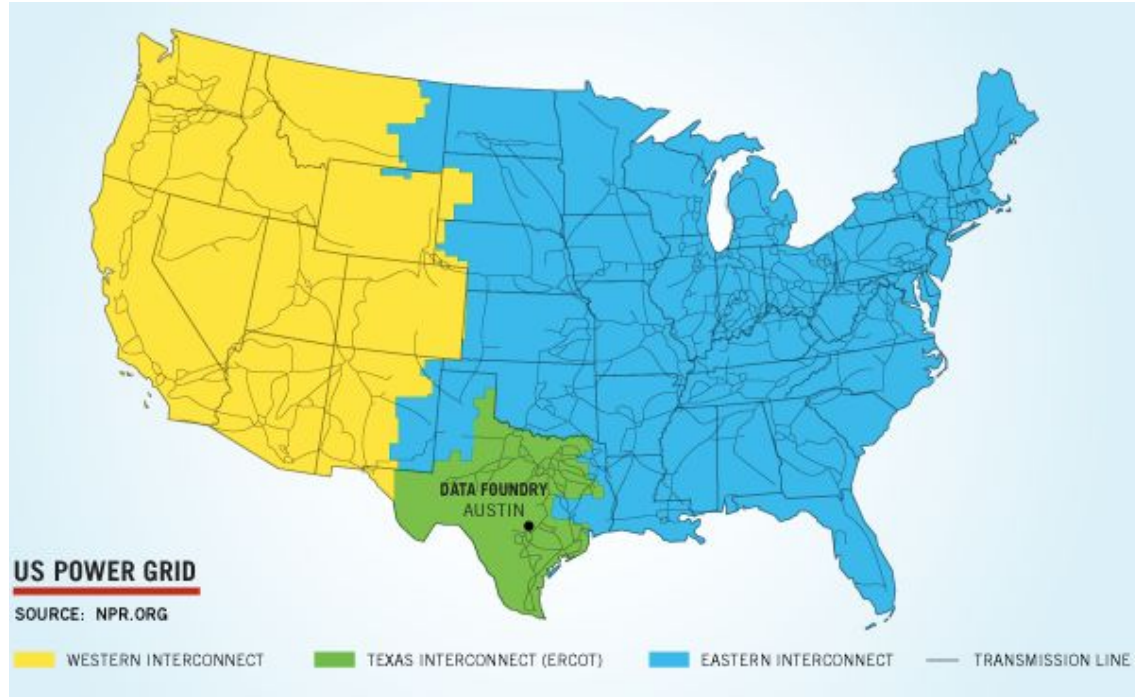 DATA FOUNDRY
AUSTIN
US POWER GRID
SOURCE: NPR.ORG
WESTERN INTERCONNECT
TEXAS INTERCONNECT (ERCOT)
EASTERN INTERCONNECT
TRANSMISSION LINE